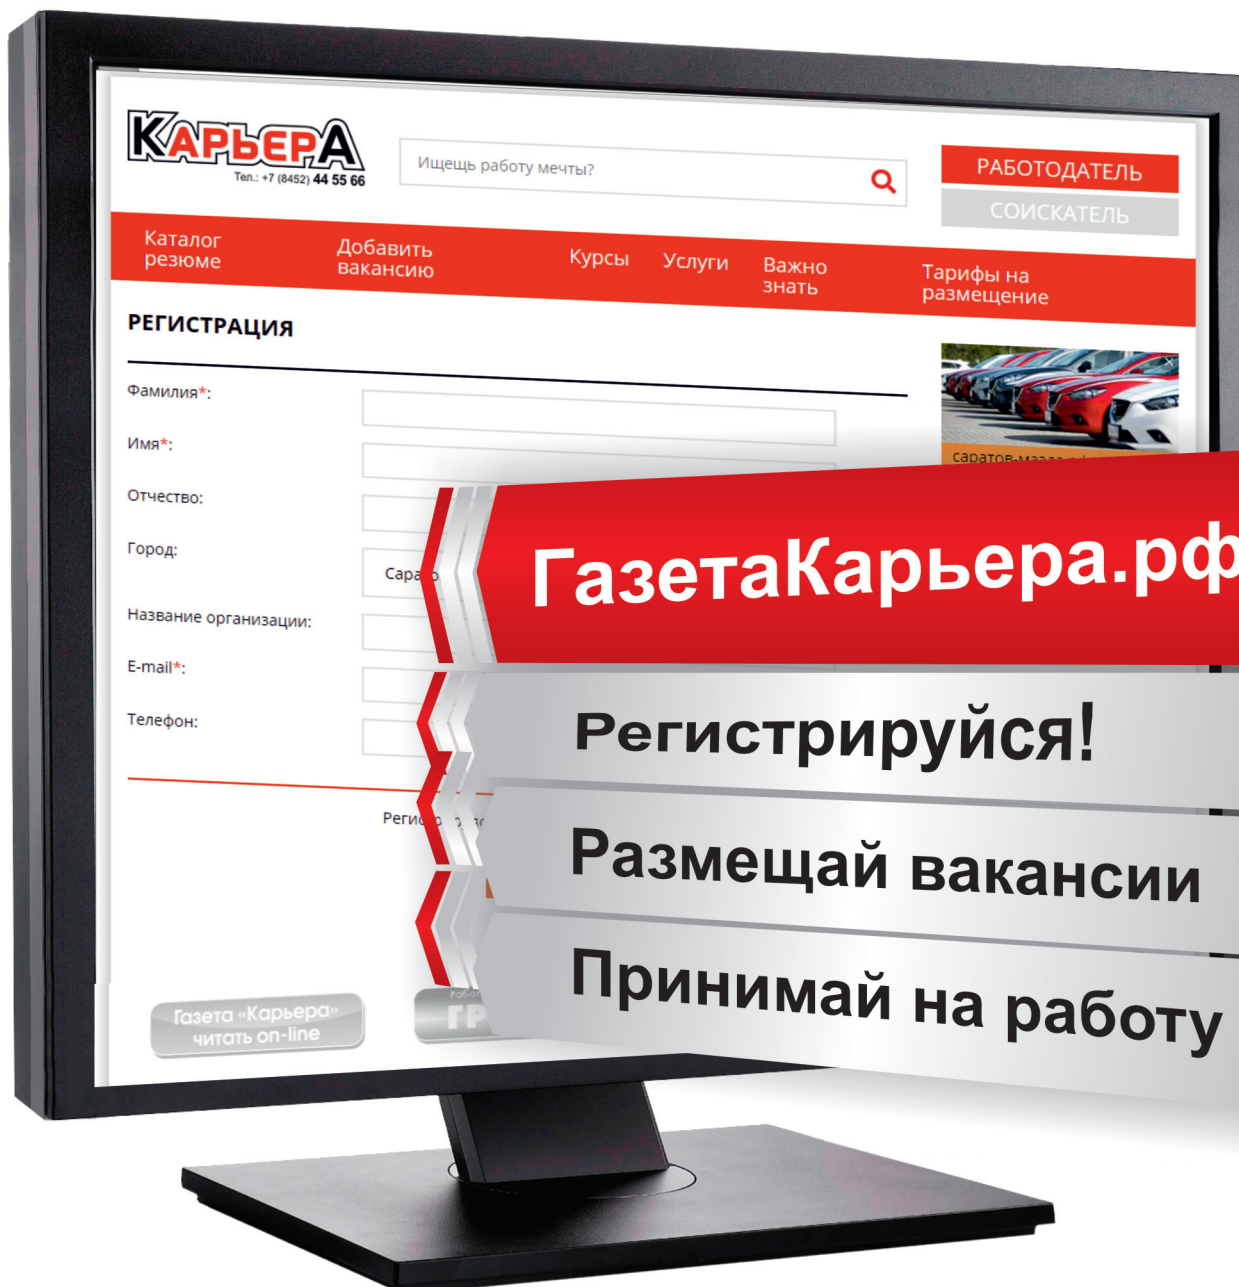 КАРЬЕРА
Тел.: +7 (8452) 44 55 66
Ищещь работу мечты?
РАБОТОДАТЕЛЬ
СОИСКАТЕЛЬ
Каталог
резюме
Добавить
вакансию
Курсы
Услуги
Важно
знать
Тарифы на
размещение
РЕГИСТРАЦИЯ
Фамилия*:
Имя*:
Отчество:
Город:
Название организации:
E-mail*:
Телефон:
ГазетаКарьера.рф
Регистрируйся!
Размещай вакансии
Принимай на работу
Газета «Карьера»
читать on-line